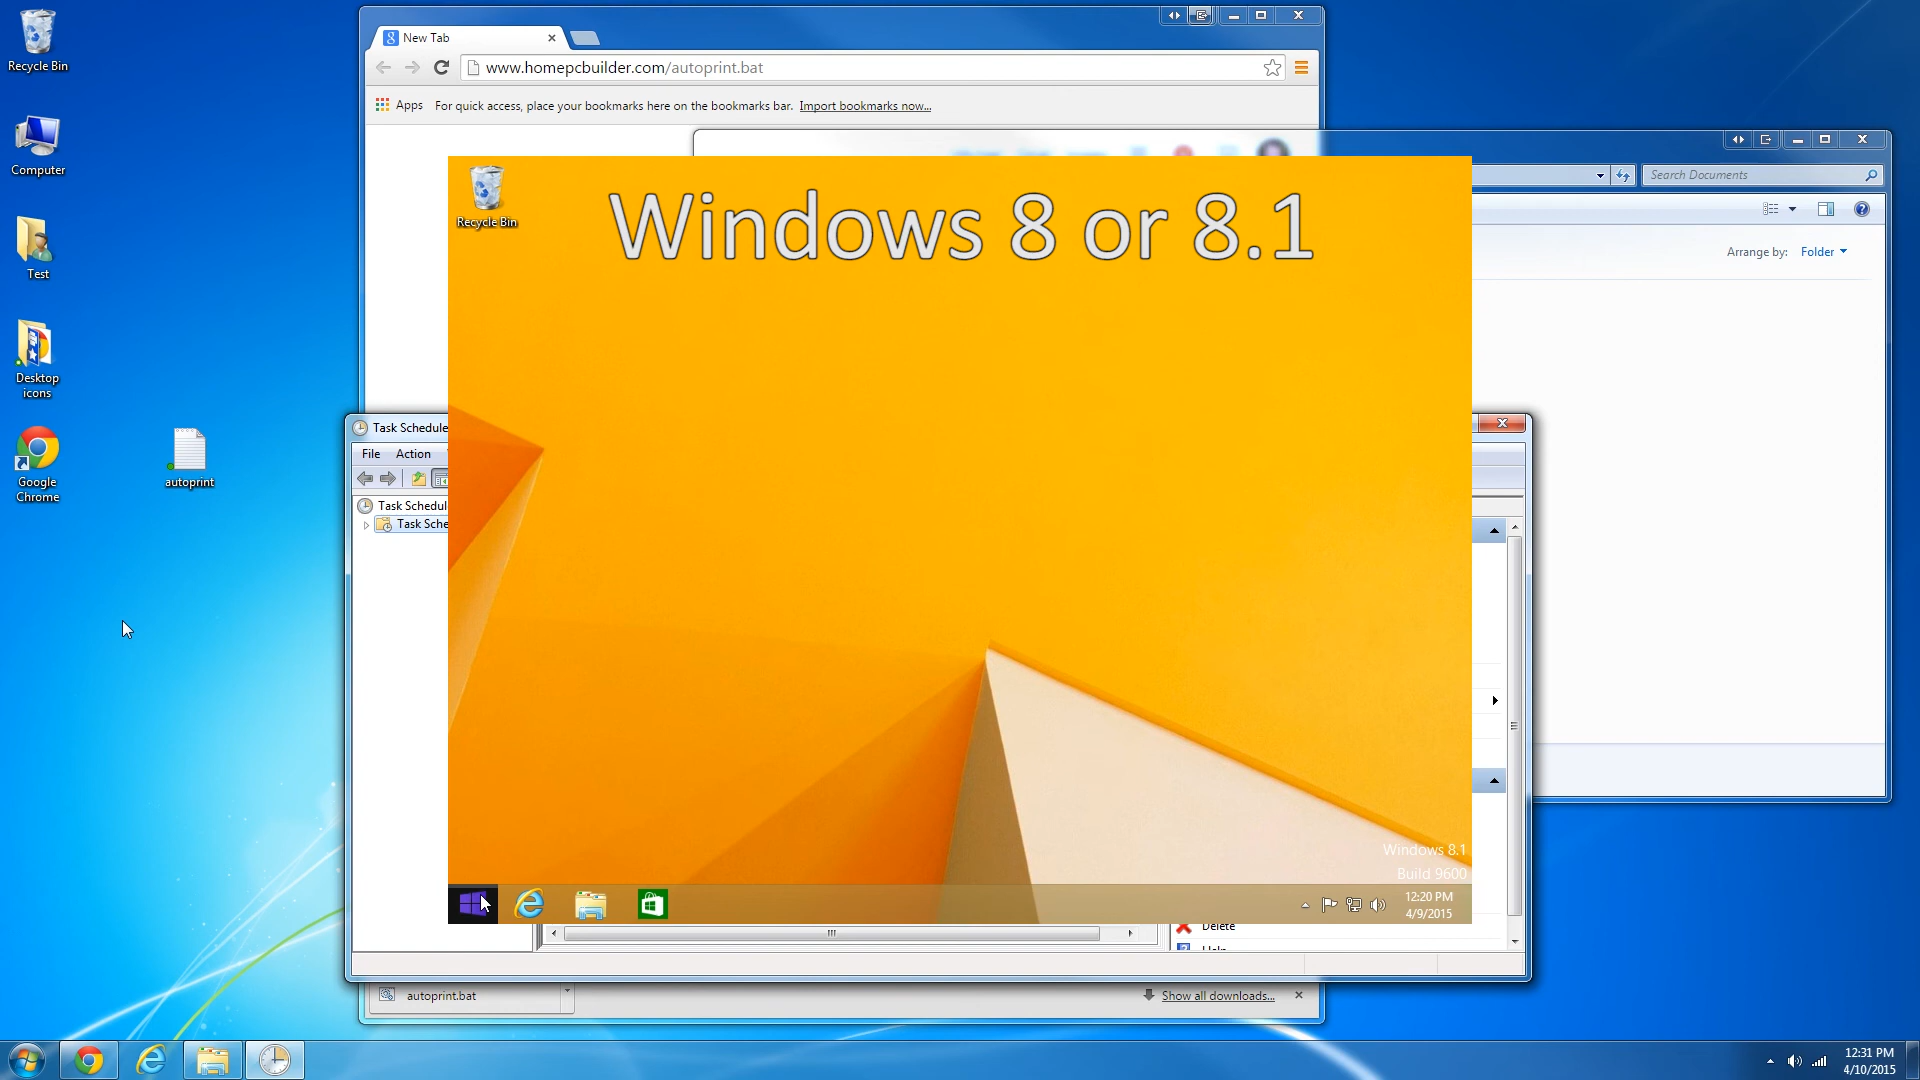 Recycle Bin
Computer
Test
Desktop
icons
Google
Chrome
autoprint
New Tab
www.homepcbuilder.com/autoprint.bat
Apps
For quick access, place your bookmarks here on the bookmarks bar. Import bookmarks now...
Search Documents
Arrange by: Folder
Windows 8 or 8.1
Recycle Bin
Windows 8.1
Build 9600
12:20 PM
4/9/2015
Task Schedule
File Action
Task Schedul
Task Sche
Delete
Help
autoprint.bat
Show all downloads...
12:31 PM
4/10/2015